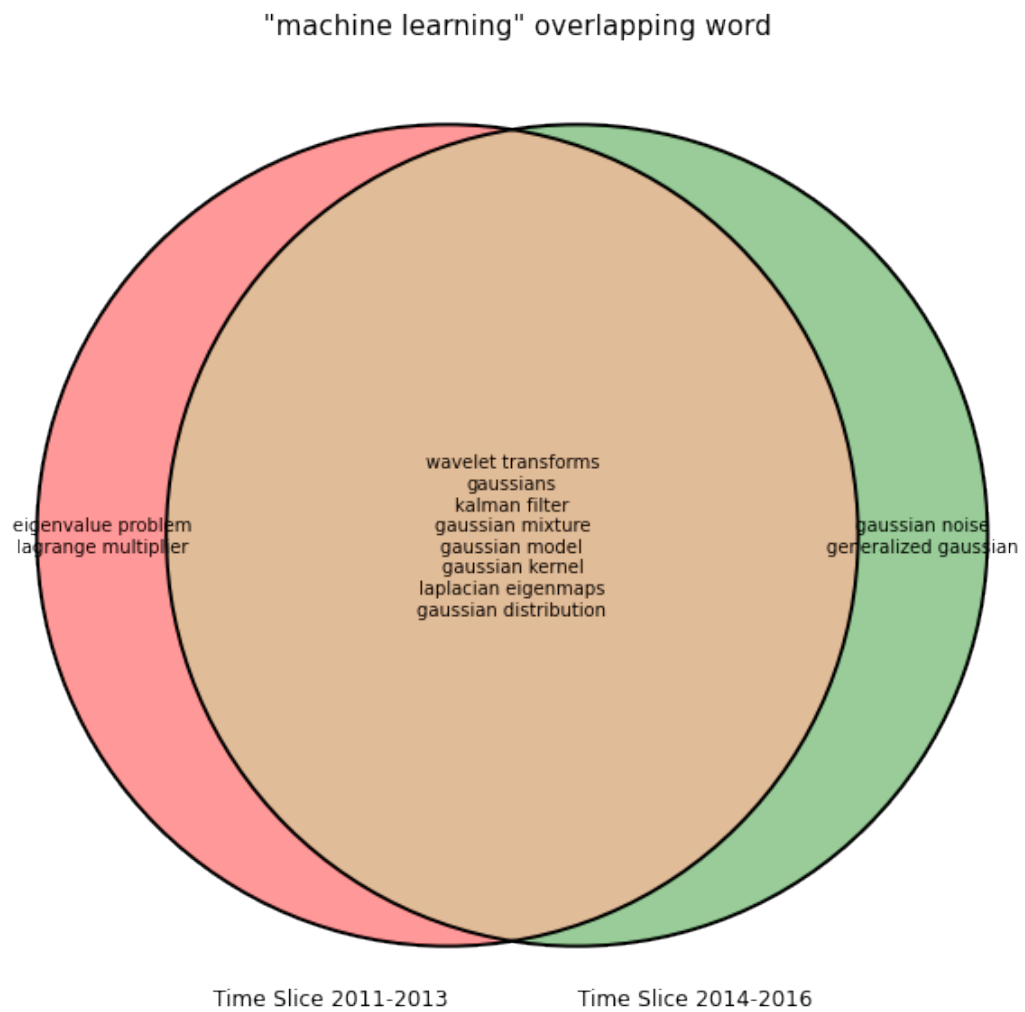 "machine learning" overlapping word
wavelet transforms
gaussians
kalman filter
gaussian mixture
gaussian model
gaussian kernel
laplacian eigenmaps
gaussian distribution
eigenvalue problem
lagrange multiplier
gaussian noise
generalized gaussian
Time Slice 2011-2013
Time Slice 2014-2016